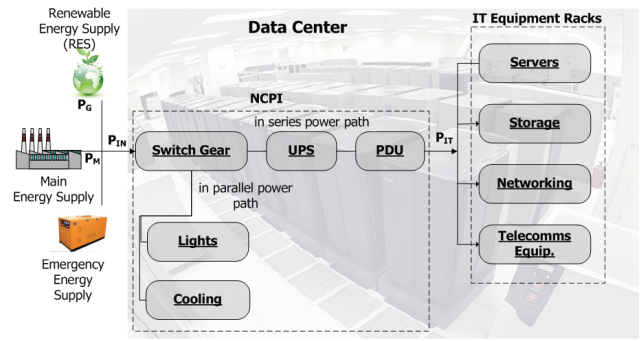 Renewable
Energy Supply
(RES)
Data Center
IT Equipment Racks
P_G
NCPI
Servers
in series power path
P_IN
Switch Gear
UPS
PDU
P_IT
Storage
P_M
Main
Energy Supply
in parallel power
path
Networking
Lights
Telecomms
Equip.
Emergency
Energy
Supply
Cooling